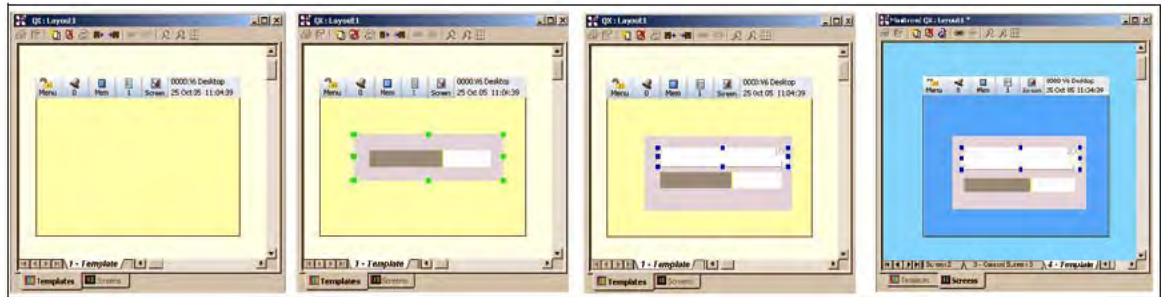 QX : Layout1
0000:V6 Desktop
Menu 0 Mem 1 Screen 25 Oct 05 11:04:39
1 - Template
Templates Screens
QX : Layout1
0000:V6 Desktop
Menu 0 Mem 1 Screen 25 Oct 05 11:04:39
1 - Template
Templates Screens
QX : Layout1
0000:V6 Desktop
Menu 0 Mem 1 Screen 25 Oct 05 11:04:39
1 - Template
Templates Screens
QX : Layout1 *
0000:V6 Desktop
Menu 0 Mem 1 Screen 25 Oct 05 11:04:39
4 - Template
Templates Screens